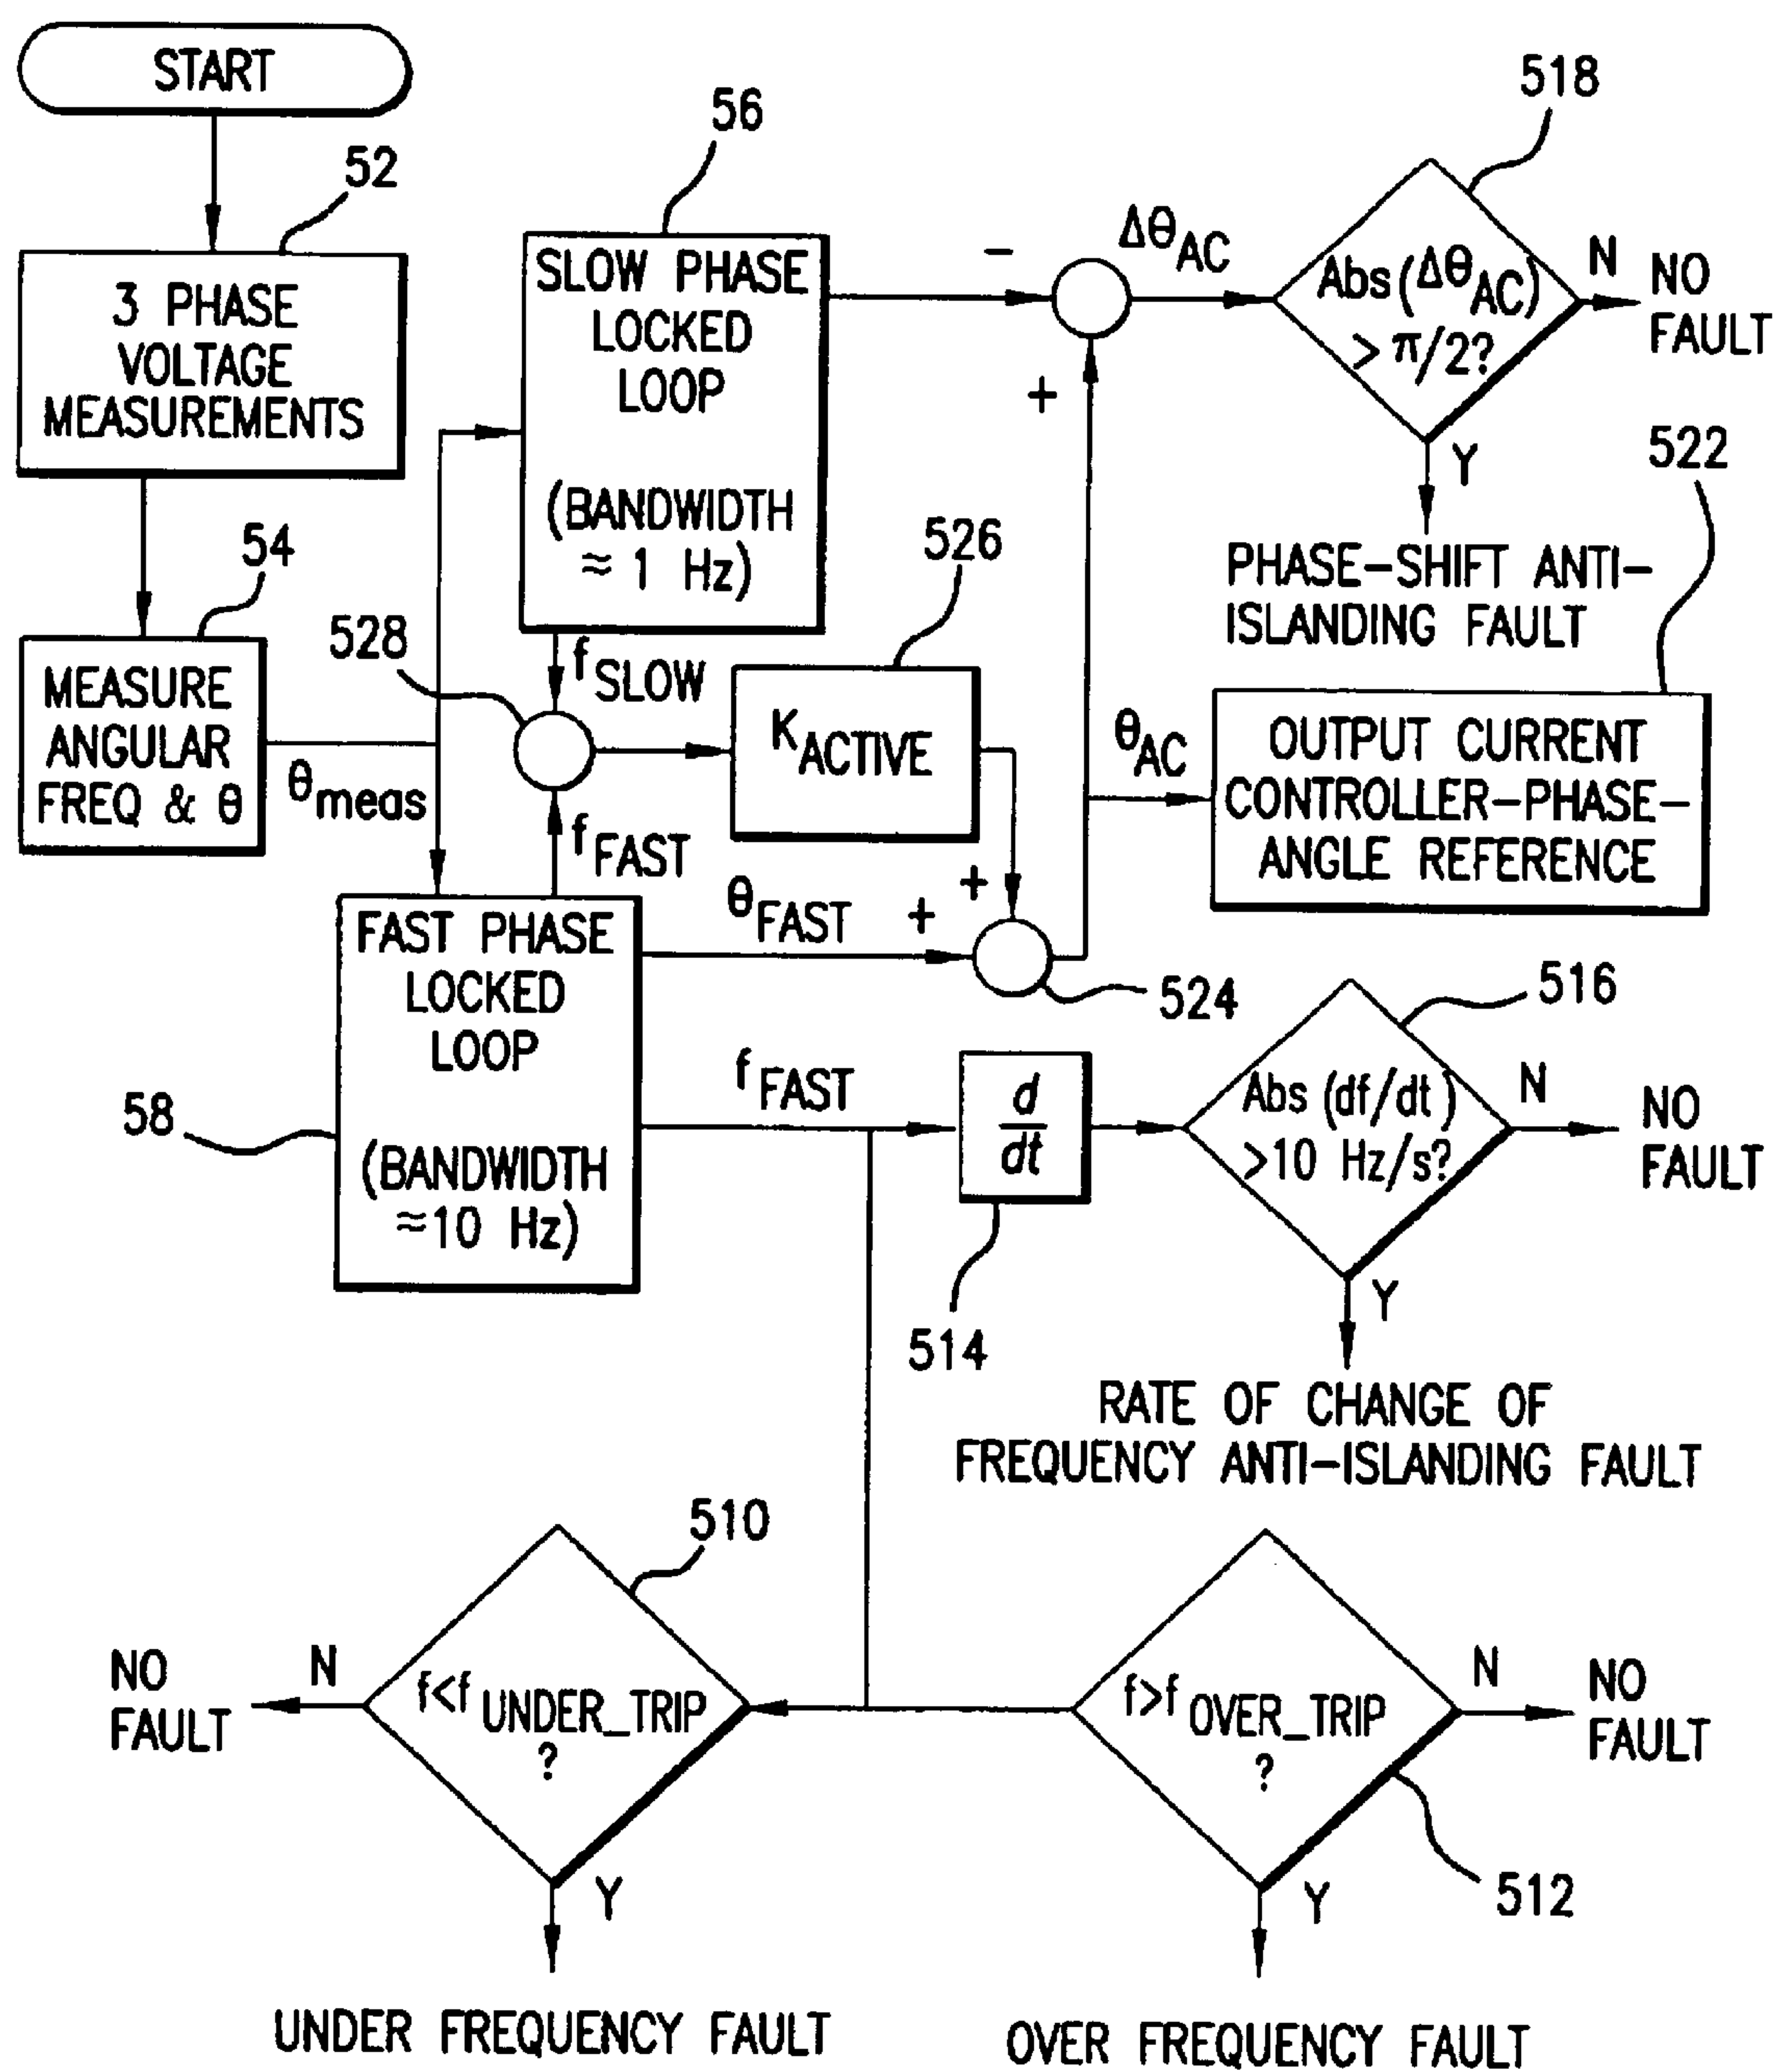 START
52
3 PHASE
VOLTAGE
MEASUREMENTS
54
MEASURE
ANGULAR
FREQ & θ
θmeas
56
SLOW PHASE
LOCKED
LOOP
(BANDWIDTH
≈ 1 Hz)
528
fSLOW
fFAST
526
KACTIVE
-
+
ΔθAC
518
Abs(ΔθAC)
>π/2?
N
NO
FAULT
Y
PHASE-SHIFT ANTI-
ISLANDING FAULT
522
θAC
OUTPUT CURRENT
CONTROLLER-PHASE-
ANGLE REFERENCE
58
FAST PHASE
LOCKED
LOOP
(BANDWIDTH
≈10 Hz)
θFAST
+
+
524
fFAST
d
dt
514
516
Abs (df/dt)
>10 Hz/s?
N
NO
FAULT
Y
RATE OF CHANGE OF
FREQUENCY ANTI-ISLANDING FAULT
510
f<fUNDER_TRIP
?
N
NO
FAULT
Y
UNDER FREQUENCY FAULT
f>fOVER_TRIP
?
N
NO
FAULT
512
Y
OVER FREQUENCY FAULT